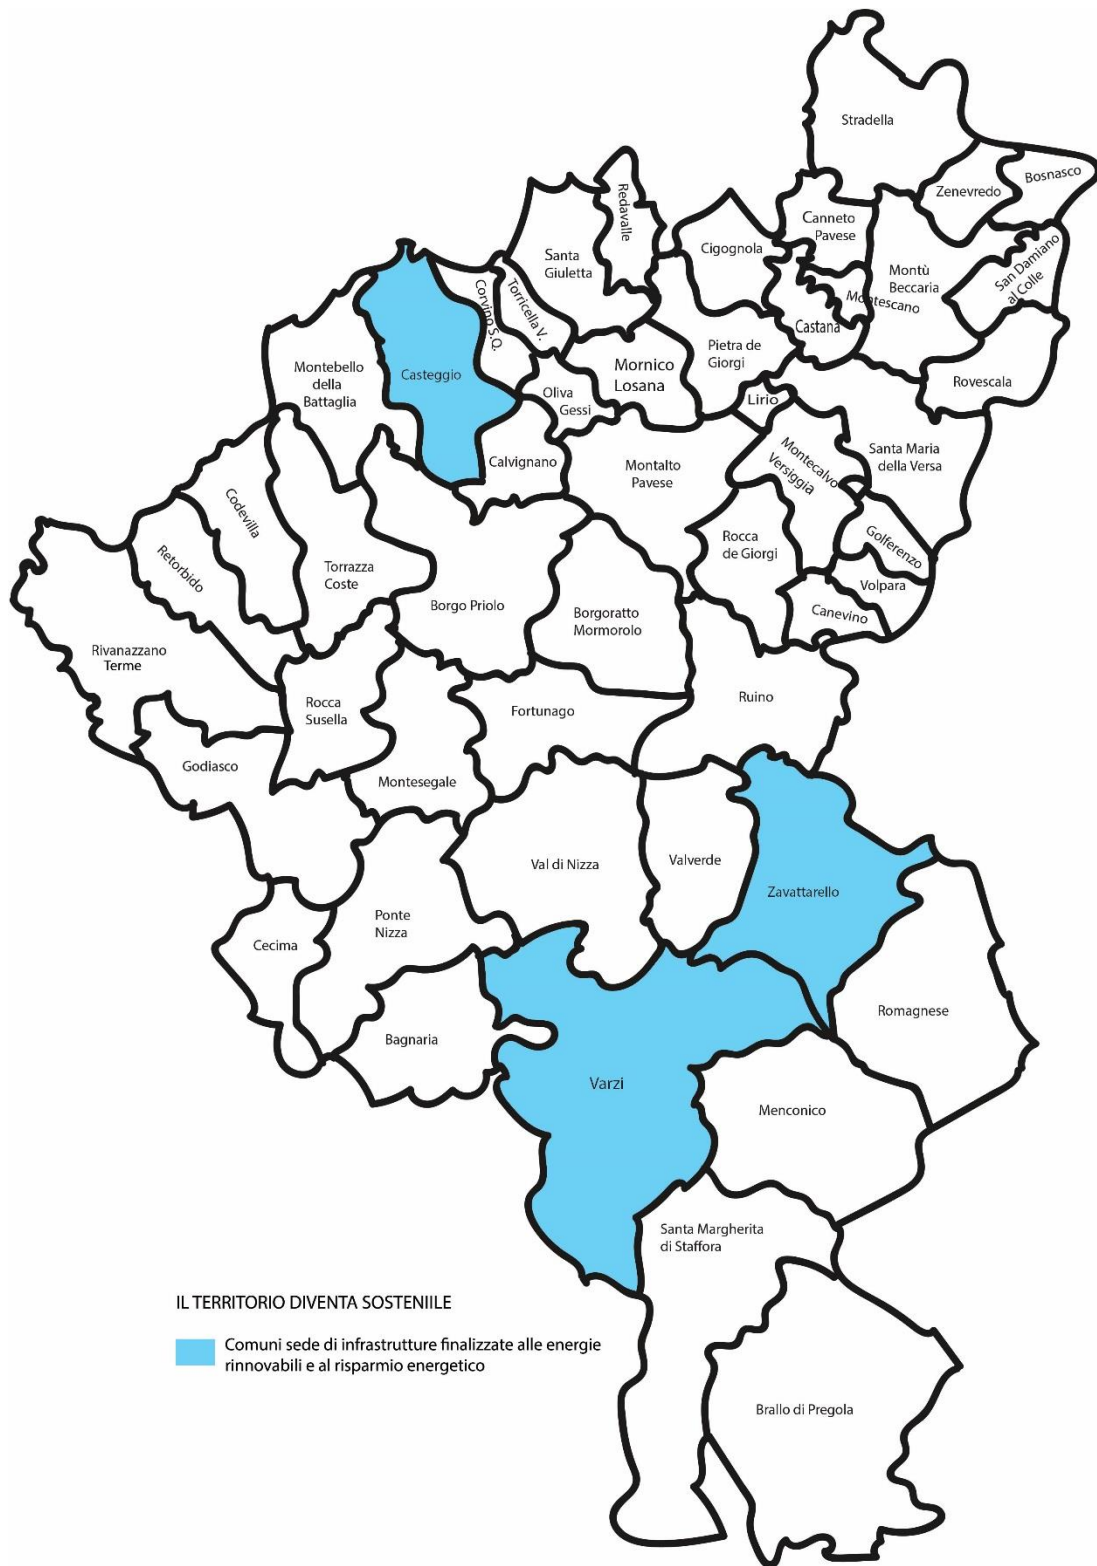 Stradella
Zenevredo
Bosnasco
Redavalle
Canneto
Pavese
Santa
Giuletta
Cigognola
Montù
Beccaria
San Damiano
al Colle
Corvino S.Q.
Torricella V.
Montescano
Castana
Casteggio
Montebello
della
Battaglia
Mornico
Losana
Pietra de
Giorgi
Rovescala
Oliva
Gessi
Lirio
Calvignano
Montalto
Pavese
Montecalvo
Versiggia
Santa Maria
della Versa
Codevilla
Retorbido
Torrazza
Coste
Rocca
de Giorgi
Golferenzo
Volpara
Canevino
Borgo Priolo
Borgoratto
Mormorolo
Rivanazzano
Terme
Rocca
Susella
Fortunago
Ruino
Godiasco
Montesegale
Val di Nizza
Valverde
Zavattarello
Ponte
Nizza
Cecima
Romagnese
Bagnaria
Varzi
Menconico
Santa Margherita
di Staffora
IL TERRITORIO DIVENTA SOSTENIILE
Comuni sede di infrastrutture finalizzate alle energie
rinnovabili e al risparmio energetico
Brallo di Pregola